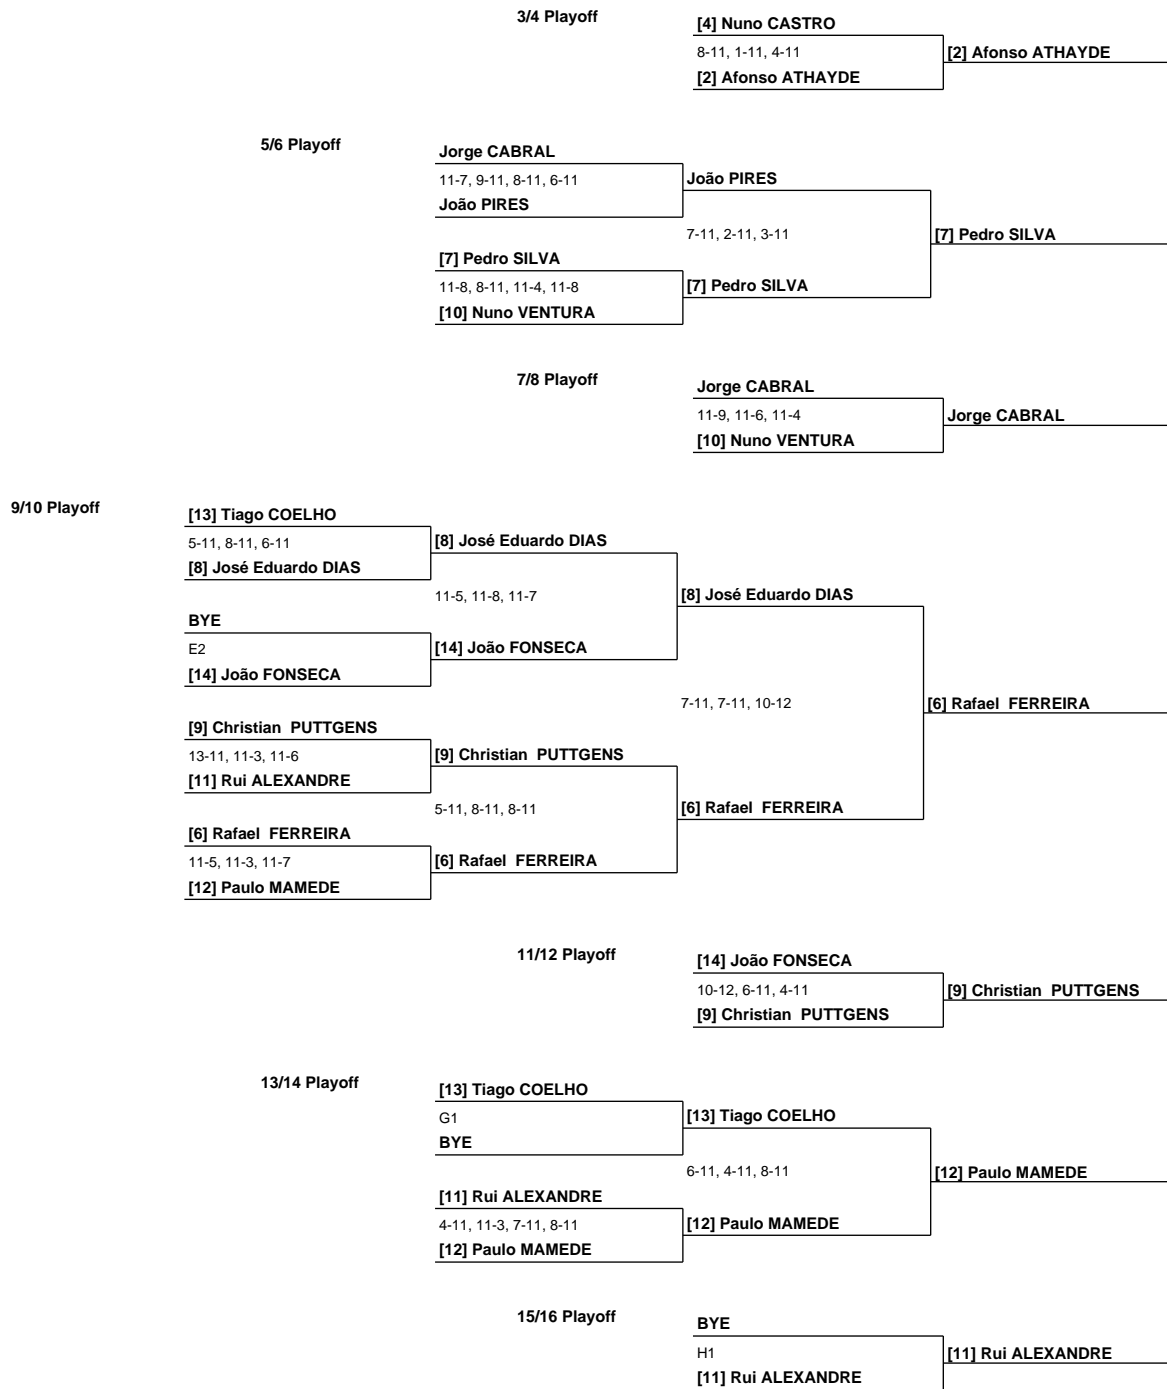 3/4 Playoff
[4] Nuno CASTRO
8-11, 1-11, 4-11
[2] Afonso ATHAYDE
[2] Afonso ATHAYDE
5/6 Playoff
Jorge CABRAL
11-7, 9-11, 8-11, 6-11
João PIRES
João PIRES
7-11, 2-11, 3-11
[7] Pedro SILVA
[7] Pedro SILVA
11-8, 8-11, 11-4, 11-8
[7] Pedro SILVA
[10] Nuno VENTURA
7/8 Playoff
Jorge CABRAL
11-9, 11-6, 11-4
Jorge CABRAL
[10] Nuno VENTURA
9/10 Playoff
[13] Tiago COELHO
5-11, 8-11, 6-11
[8] José Eduardo DIAS
[8] José Eduardo DIAS
11-5, 11-8, 11-7
[8] José Eduardo DIAS
BYE
E2
[14] João FONSECA
[14] João FONSECA
7-11, 7-11, 10-12
[6] Rafael FERREIRA
[9] Christian PUTTGENS
13-11, 11-3, 11-6
[9] Christian PUTTGENS
[11] Rui ALEXANDRE
5-11, 8-11, 8-11
[6] Rafael FERREIRA
[6] Rafael FERREIRA
11-5, 11-3, 11-7
[6] Rafael FERREIRA
[12] Paulo MAMEDE
11/12 Playoff
[14] João FONSECA
10-12, 6-11, 4-11
[9] Christian PUTTGENS
[9] Christian PUTTGENS
13/14 Playoff
[13] Tiago COELHO
G1
[13] Tiago COELHO
BYE
6-11, 4-11, 8-11
[12] Paulo MAMEDE
[11] Rui ALEXANDRE
4-11, 11-3, 7-11, 8-11
[12] Paulo MAMEDE
[12] Paulo MAMEDE
15/16 Playoff
BYE
H1
[11] Rui ALEXANDRE
[11] Rui ALEXANDRE